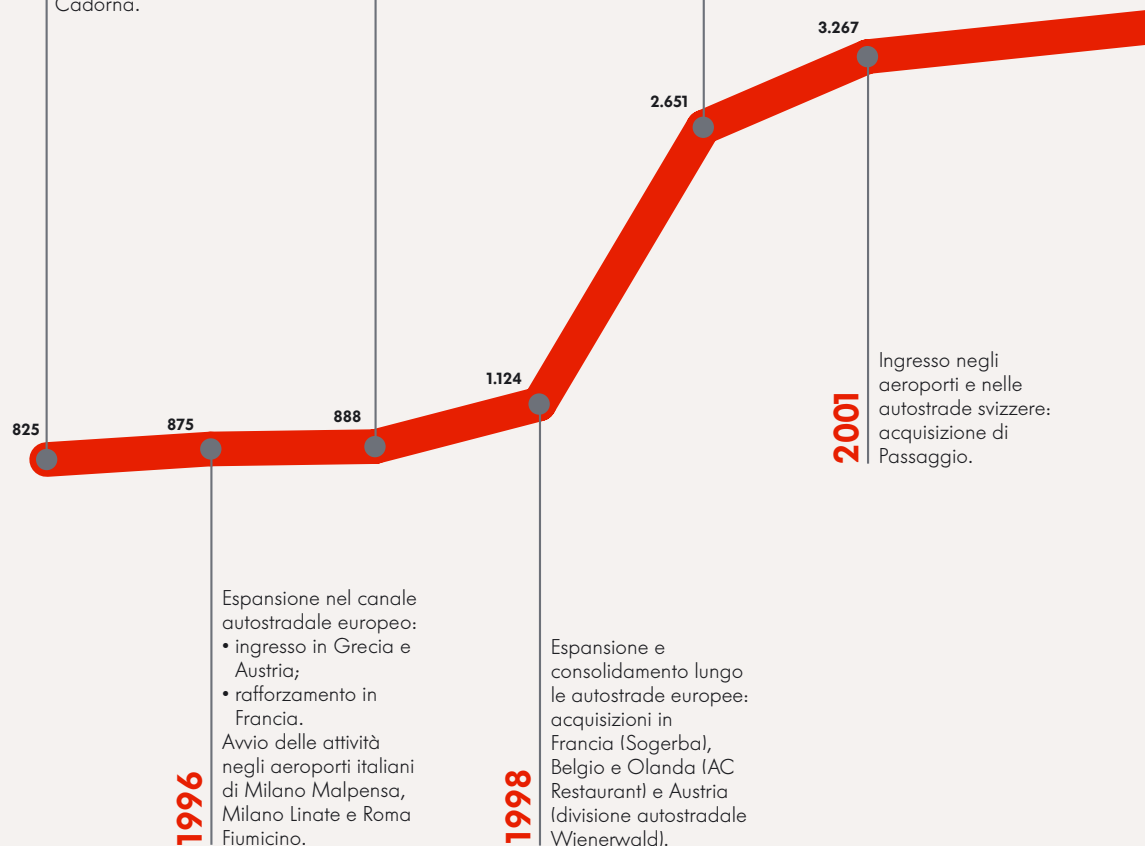 Cadorna.
3.267
2.651
1.124
888
875
825
2001
Ingresso negli
aeroporti e nelle
autostrade svizzere:
acquisizione di
Passaggio.
1996
Espansione nel canale
autostradale europeo:
• ingresso in Grecia e
Austria;
• rafforzamento in
Francia.
Avvio delle attività
negli aeroporti italiani
di Milano Malpensa,
Milano Linate e Roma
Fiumicino.
1998
Espansione e
consolidamento lungo
le autostrade europee:
acquisizioni in
Francia (Sogerba),
Belgio e Olanda (AC
Restaurant) e Austria
(divisione autostradale
Wienerwald).